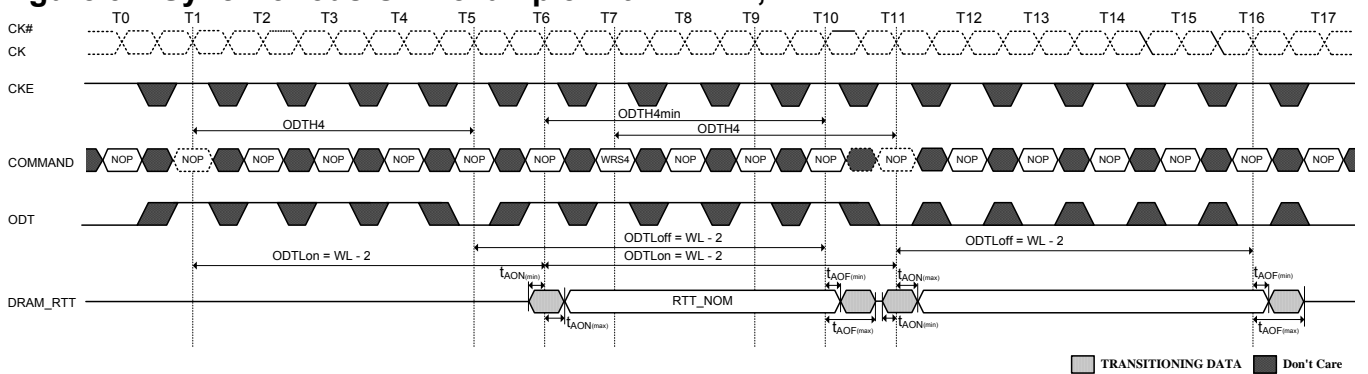 T0 T1 T2 T3 T4 T5 T6 T7 T8 T9 T10 T11 T12 T13 T14 T15 T16 T17
CK#
CK
CKE
ODTH4min
ODTH4 ODTH4
COMMAND NOP NOP NOP NOP NOP NOP NOP WRS4 NOP NOP NOP NOP NOP NOP NOP NOP NOP NOP
ODT
ODTLoff = WL - 2 ODTLoff = WL - 2
ODTLon = WL - 2 ODTLon = WL - 2
tAON(min) tAOF(min) tAON(max) tAOF(min)
DRAM_RTT RTT_NOM
tAON(max) tAOF(max) tAON(min) tAOF(max)
TRANSITIONING DATA Don't Care